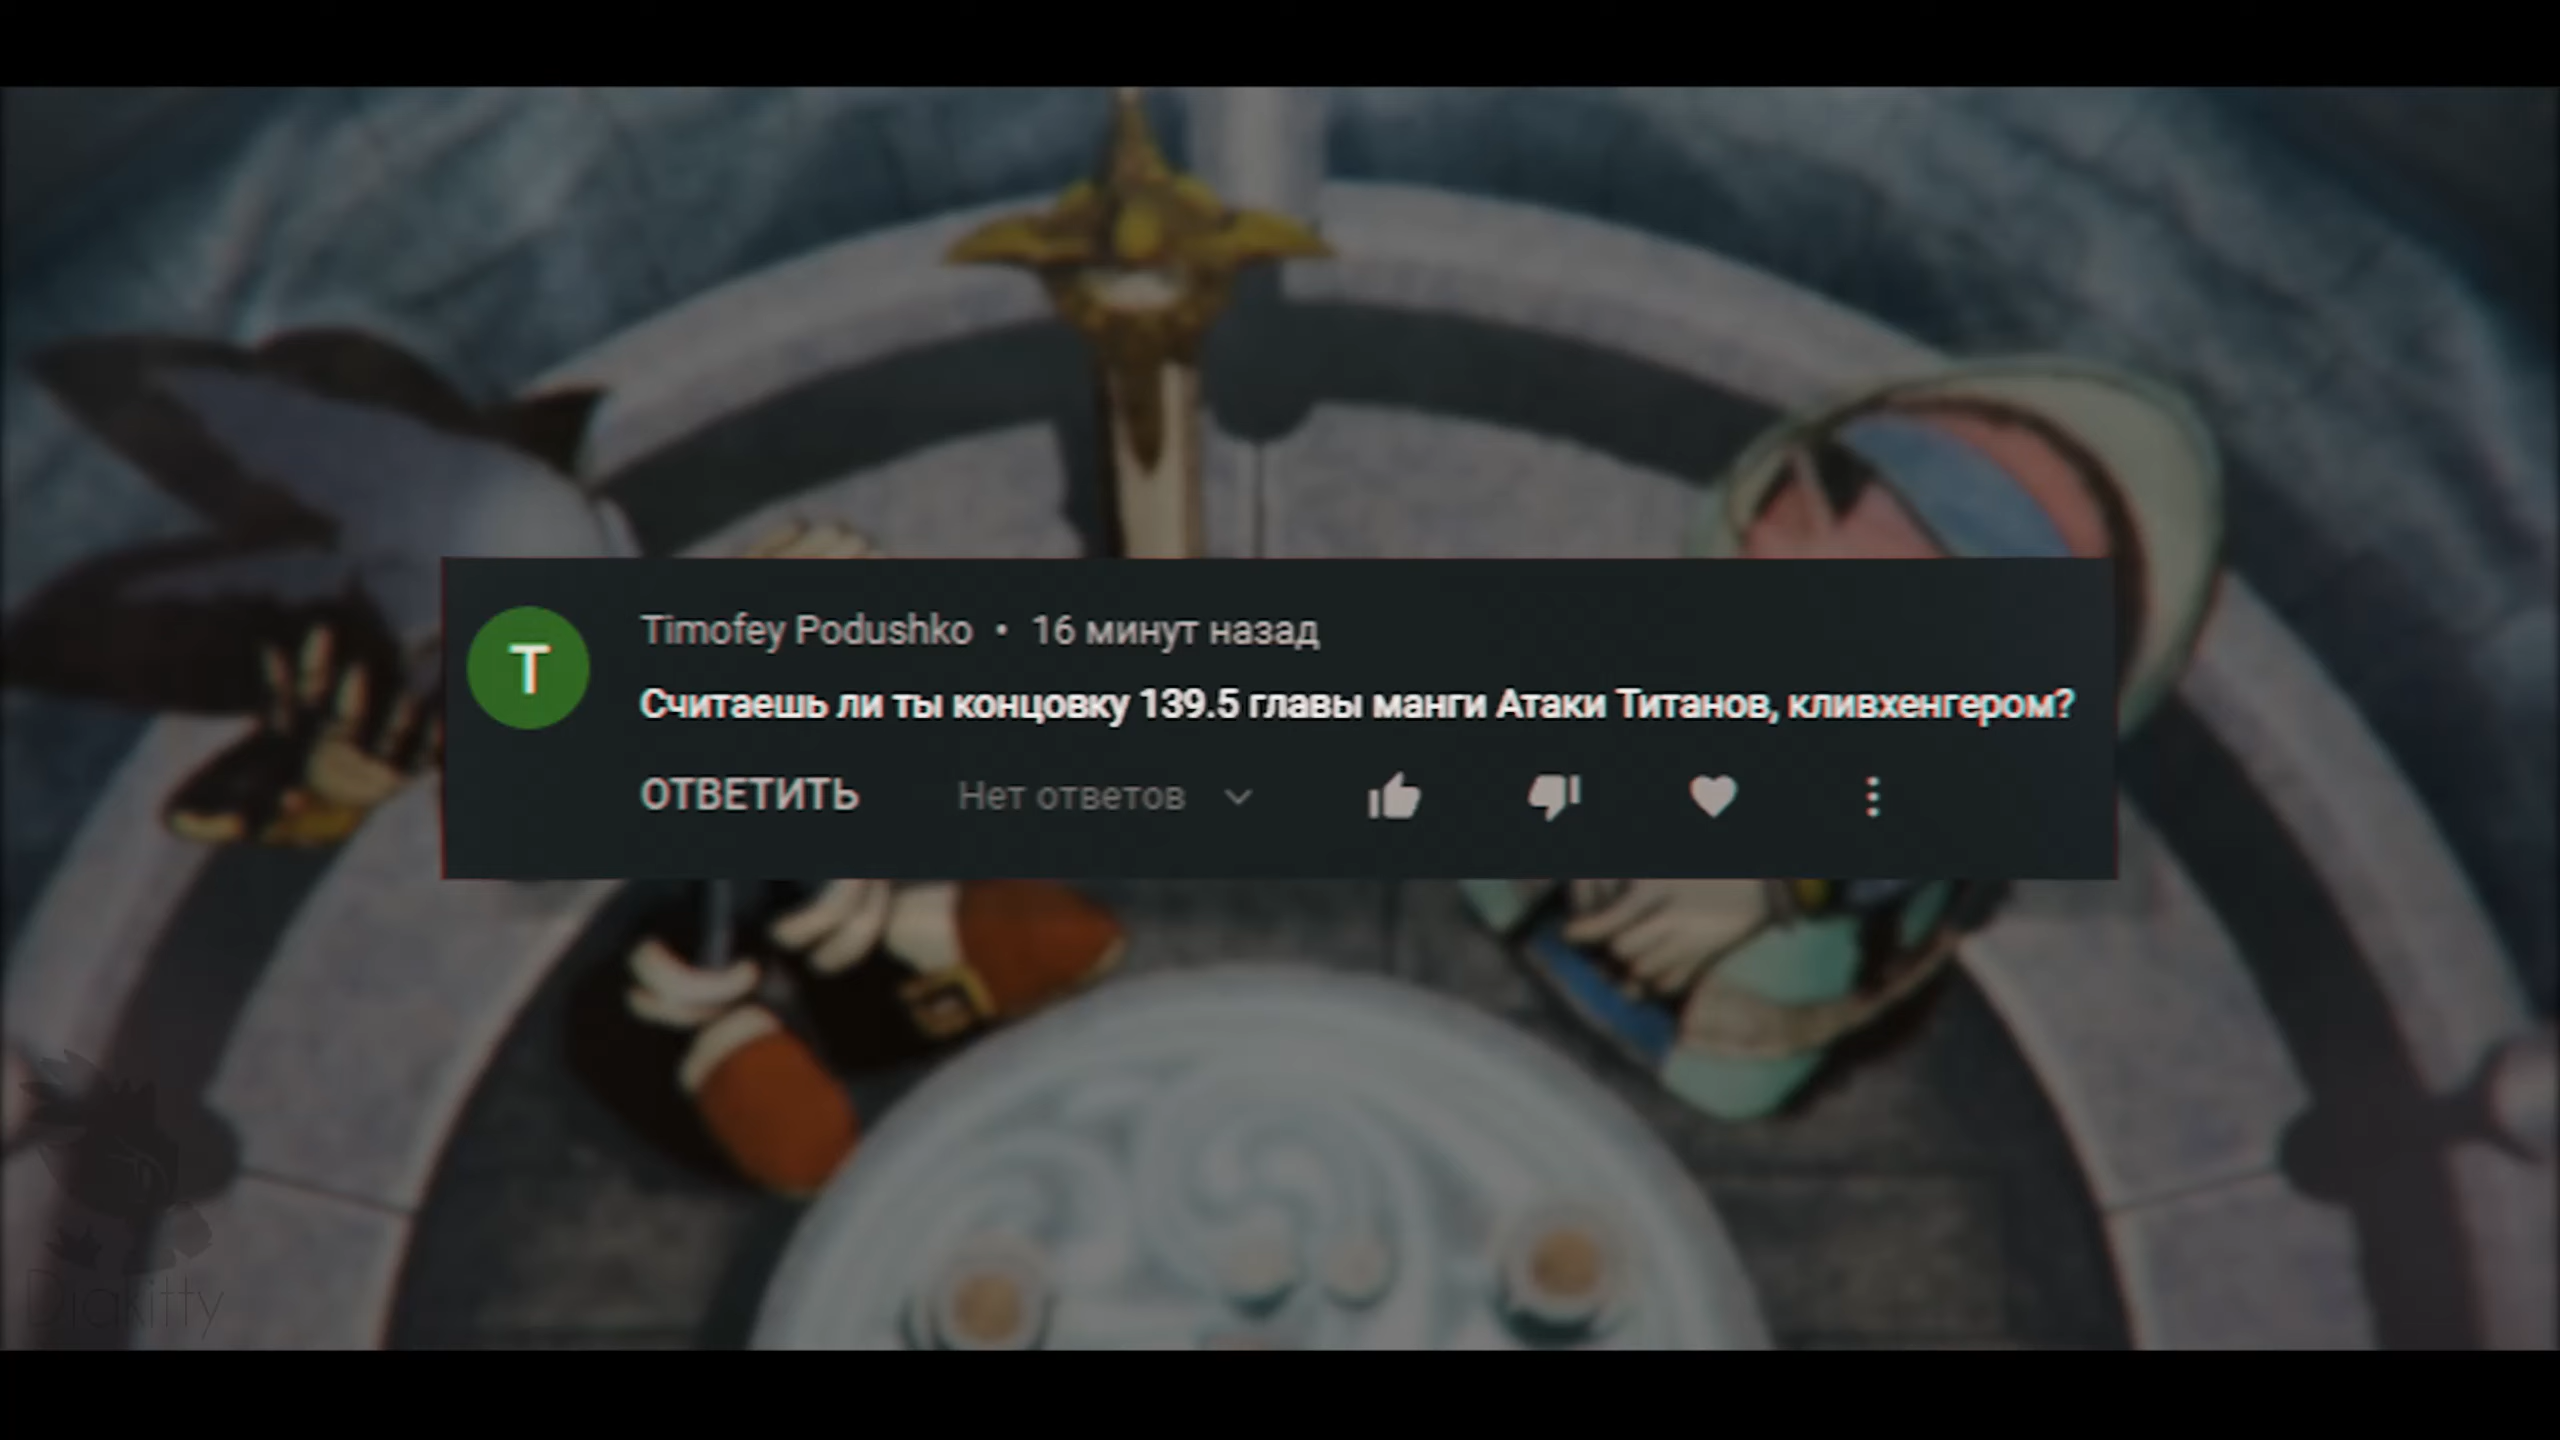 T
Timofey Podushko • 16 минут назад
Считаешь ли ты концовку 139.5 главы манги Атаки Титанов, кливхенгером?
ОТВЕТИТЬ Нет ответов
Diakitty